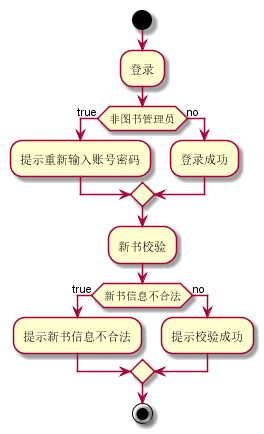 登录
true
非图书管理员
no
提示重新输入账号密码
登录成功
新书校验
true
新书信息不合法
no
提示新书信息不合法
提示校验成功